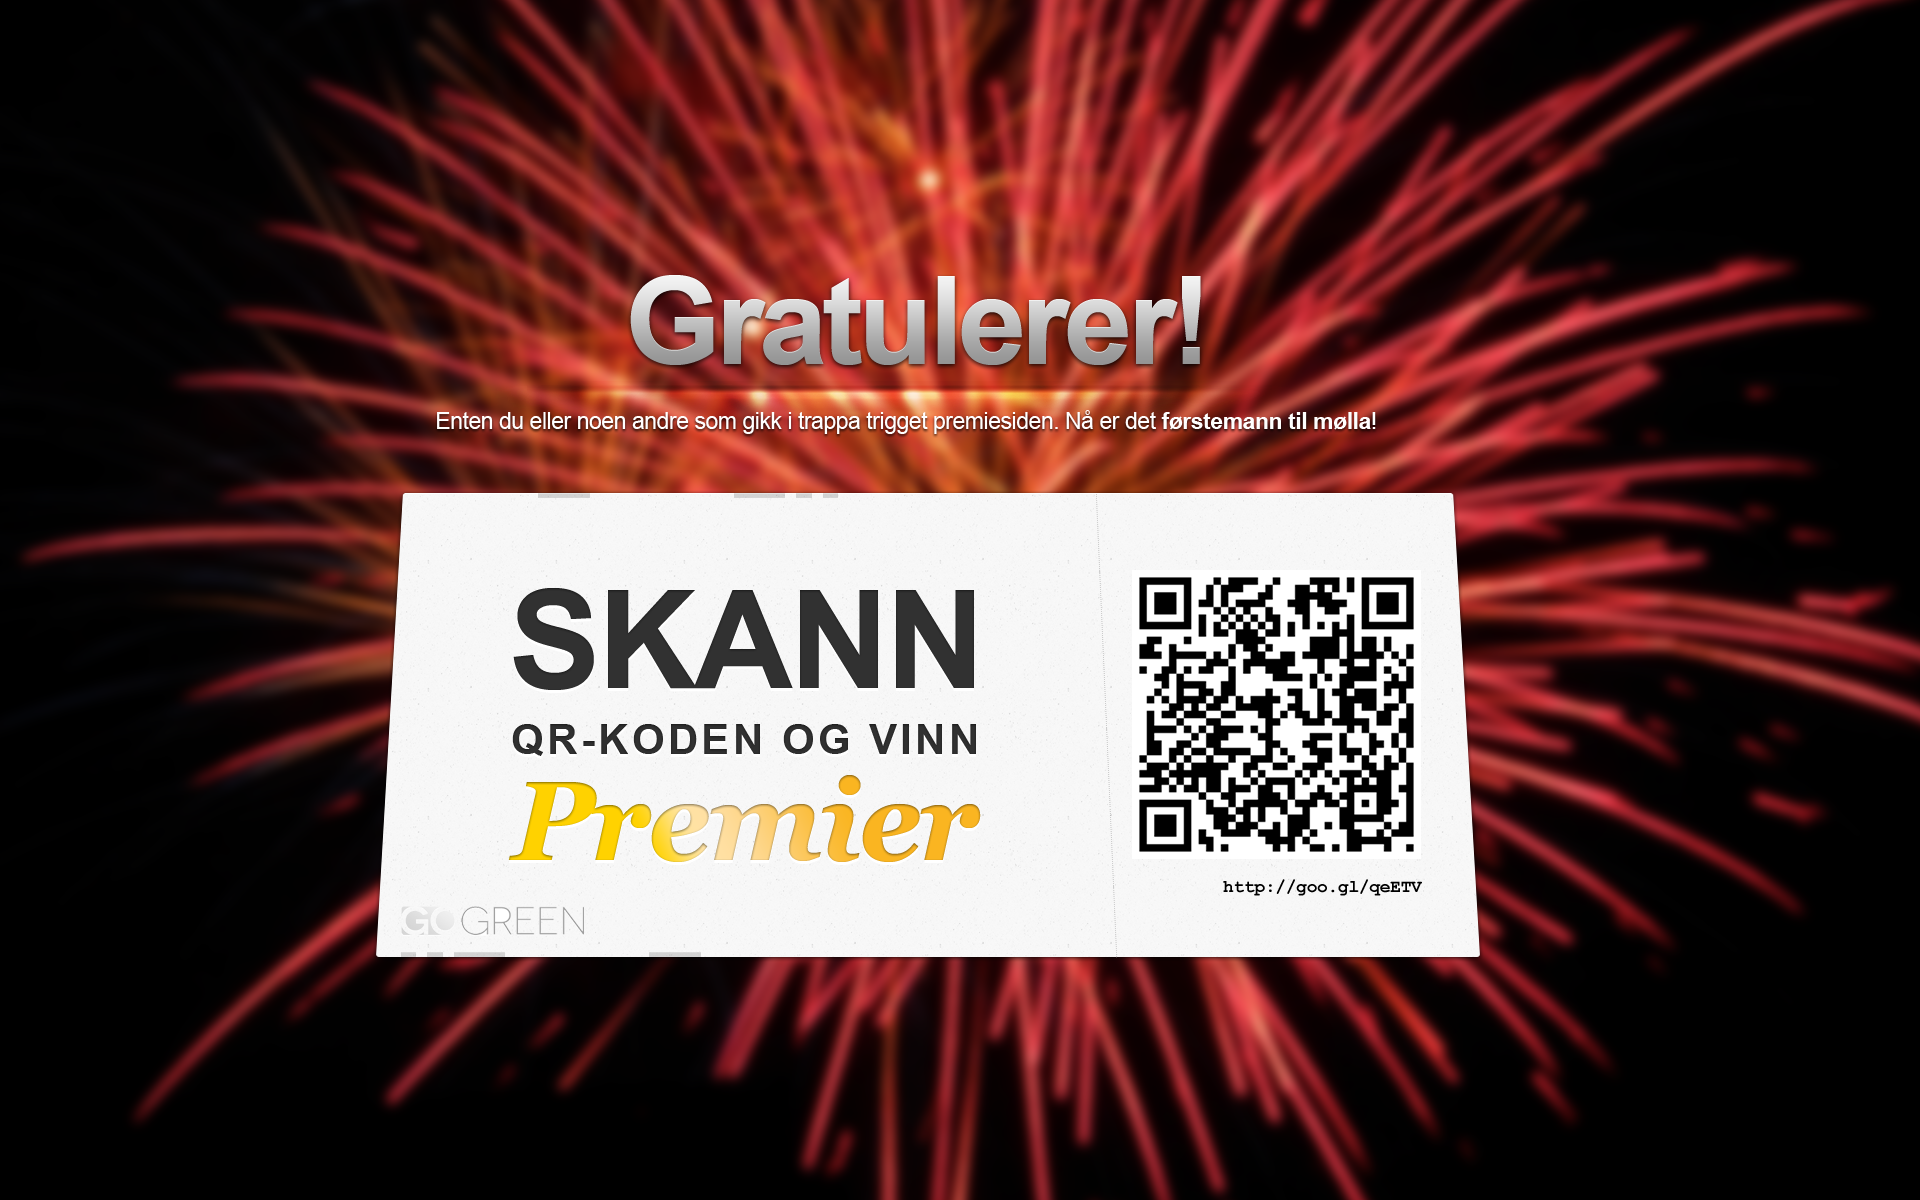 Gratulerer!
Enten du eller noen andre som gikk i trappa trigget premiesiden. Nå er det førstemann til mølla!
SKANN
QR-KODEN OG VINN
Premier
http://goo.gl/qeETV
GO GREEN